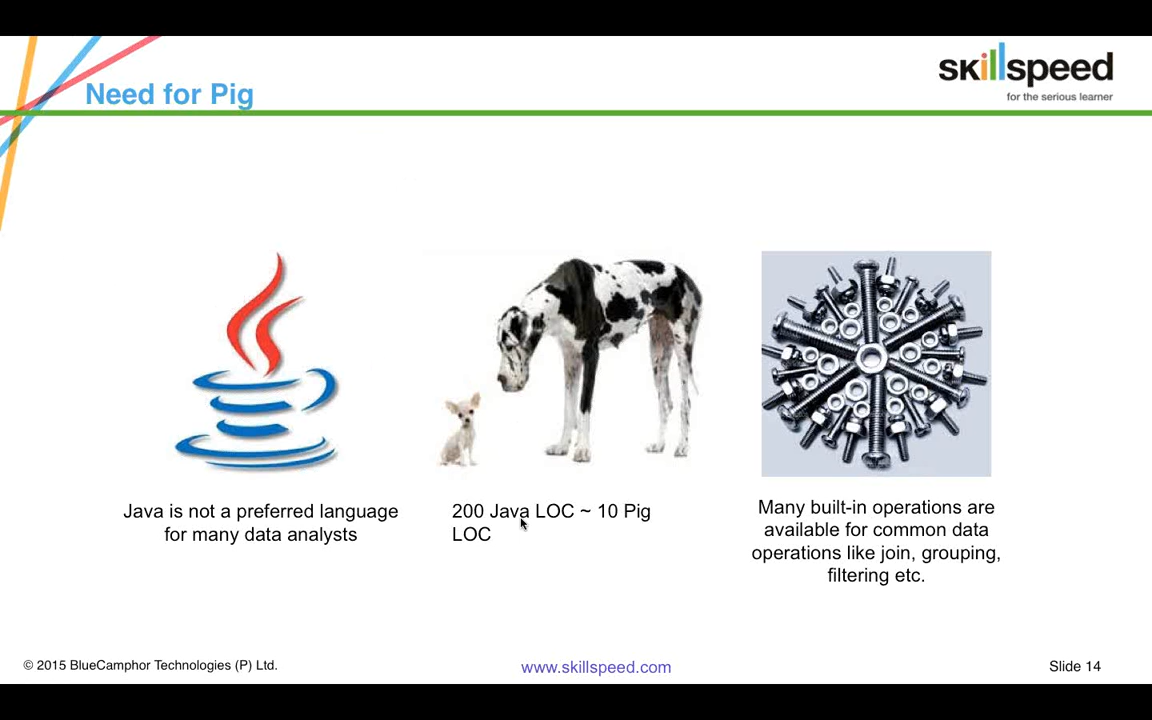 skillspeed
for the serious learner
Need for Pig
Java is not a preferred language
for many data analysts
200 Java LOC ~ 10 Pig
LOC
Many built-in operations are
available for common data
operations like join, grouping,
filtering etc.
© 2015 BlueCamphor Technologies (P) Ltd.
www.skillspeed.com
Slide 14